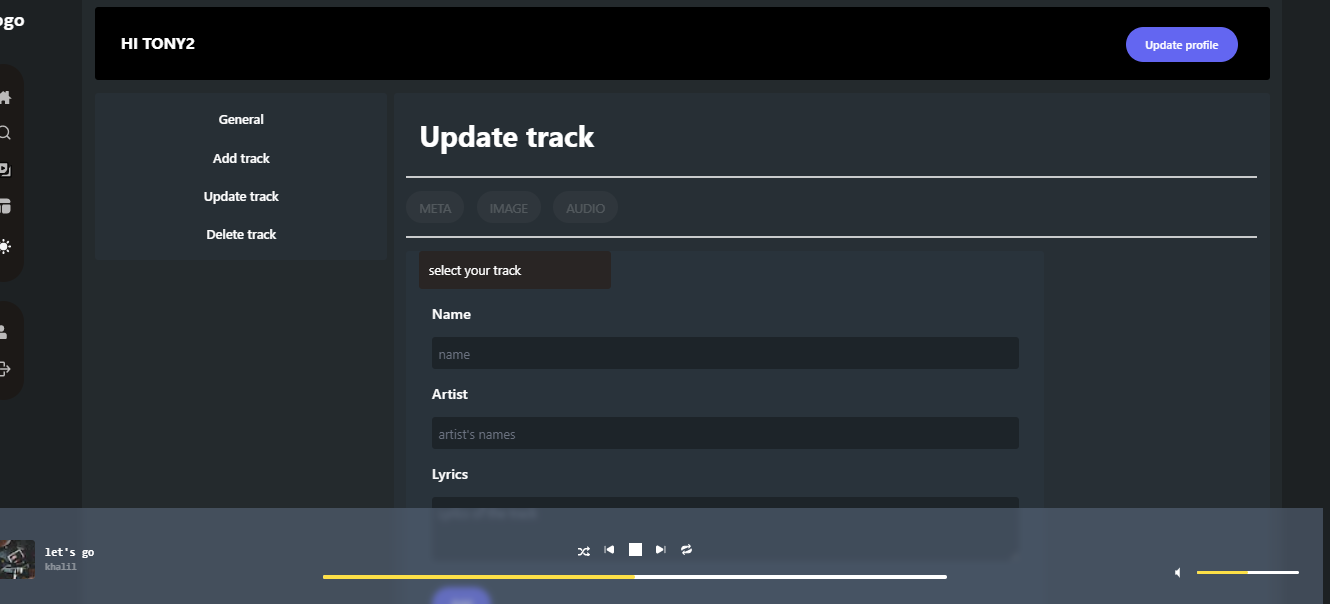 ogo
HI TONY2
Update profile
General
Add track
Update track
Delete track
Update track
META
IMAGE
AUDIO
select your track
Name
name
Artist
artist's names
Lyrics
let's go
khalil